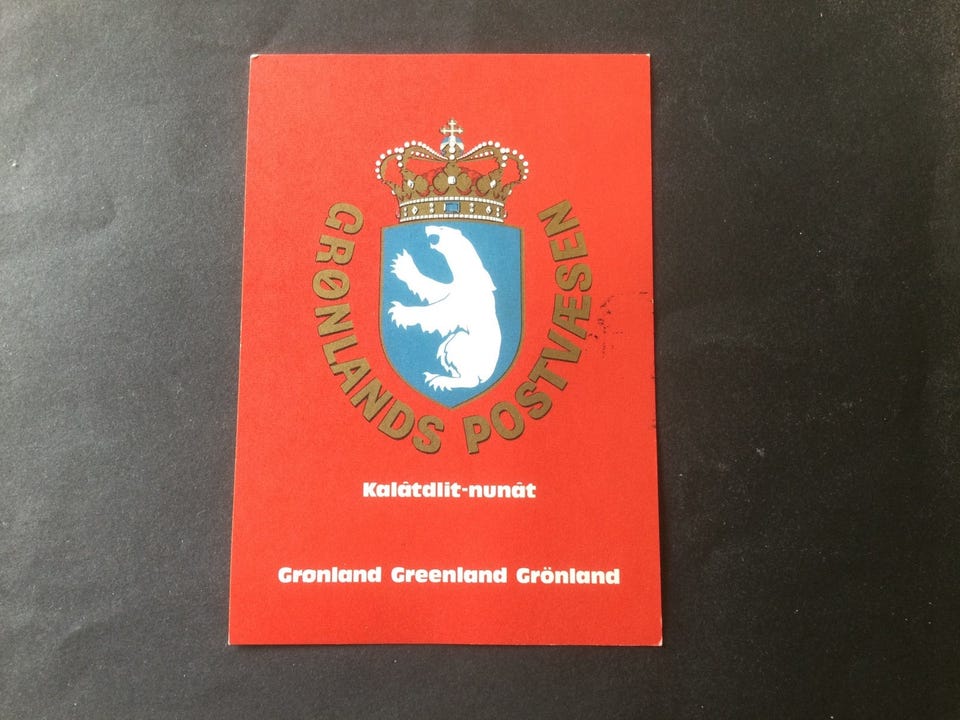 GRØNLANDS POSTVÆSEN
Kalâtdlit-nunât
Grønland Greenland Grönland